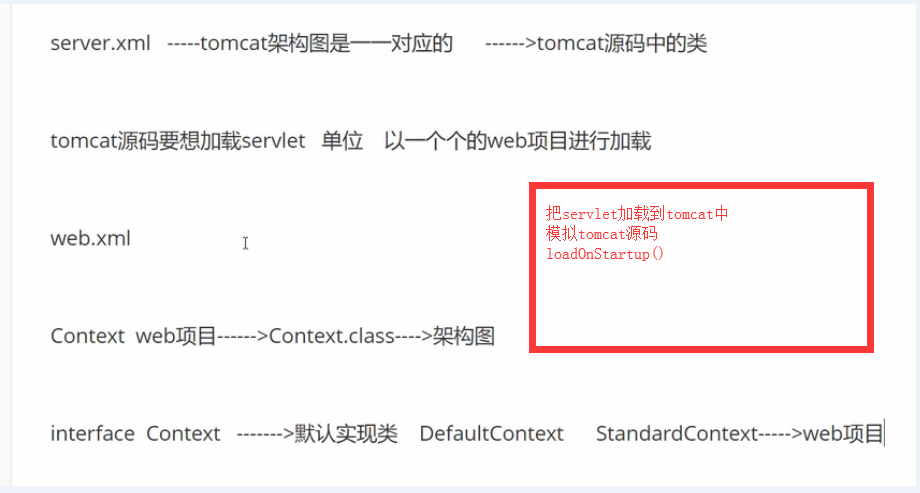 server.xml -----tomcat架构图是一一对应的 ------>tomcat源码中的类
tomcat源码要想加载servlet 单位 以一个个的web项目进行加载
把servlet加载到tomcat中
模拟tomcat源码
loadOnStartup()
web.xml
Context web项目------>Context.class---->架构图
interface Context ------->默认实现类 DefaultContext StandardContext----->web项目